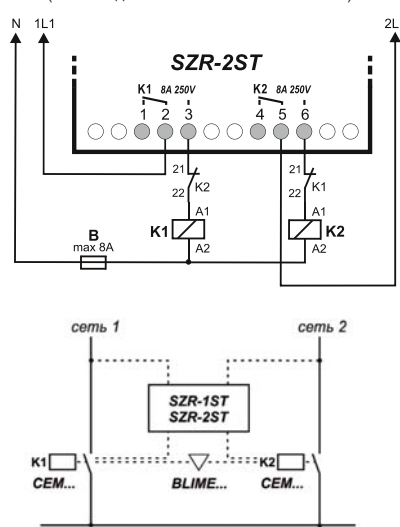 N 1L1 2L
SZR-2ST
K1 8A 250V K2 8A 250V
1 2 3 4 5 6
21 21
K2 K1
22 22
A1 A1
K1 K2
A2 A2
B
max 8A
сеть 1 сеть 2
SZR-1ST
SZR-2ST
K1 K2
CEM... BLIME... CEM...